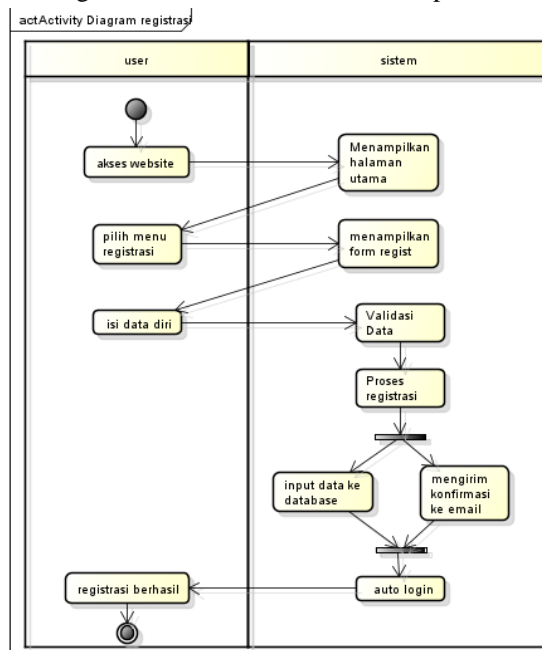 actActivity Diagram registrasi
user
sistem
akses website
Menampilkan
halaman
utama
pilih menu
registrasi
menampilkan
form regist
isi data diri
Validasi
Data
Proses
registrasi
input data ke
database
mengirim
konfirmasi
ke email
registrasi berhasil
auto login